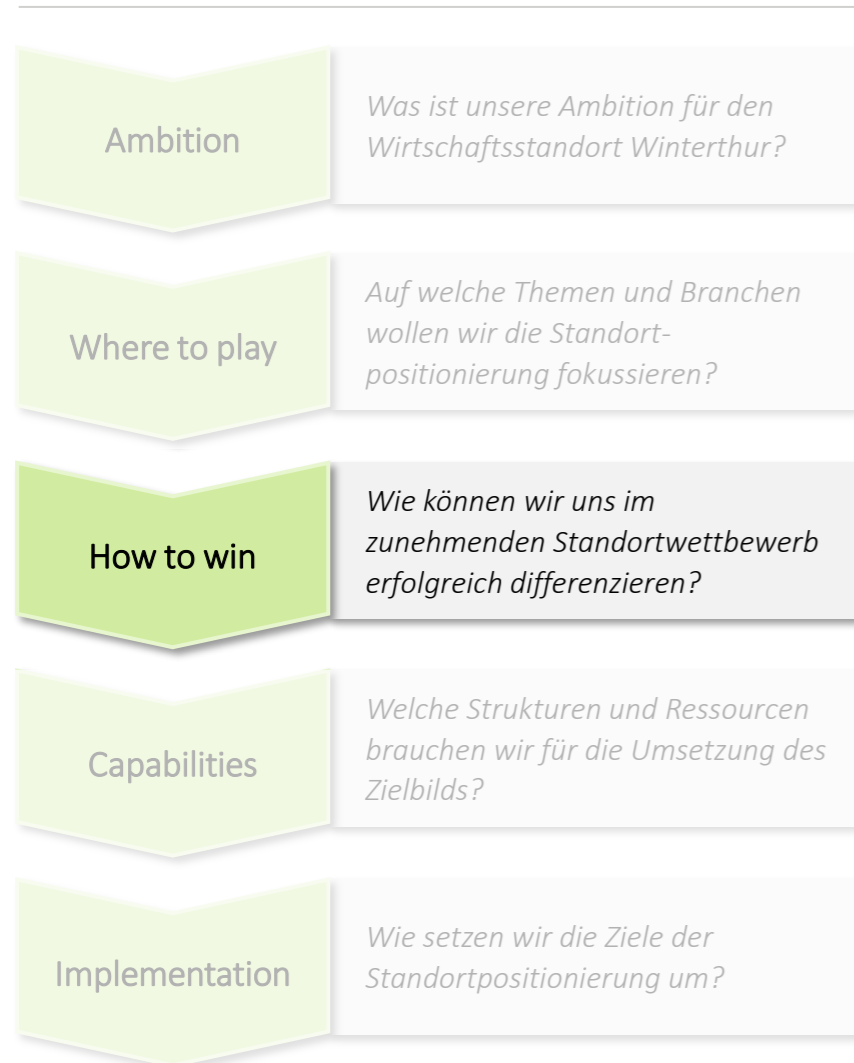 Ambition
Was ist unsere Ambition für den
Wirtschaftsstandort Winterthur?
Where to play
Auf welche Themen und Branchen
wollen wir die Standort-
positionierung fokussieren?
How to win
Wie können wir uns im
zunehmenden Standortwettbewerb
erfolgreich differenzieren?
Capabilities
Welche Strukturen und Ressourcen
brauchen wir für die Umsetzung des
Zielbilds?
Implementation
Wie setzen wir die Ziele der
Standortpositionierung um?